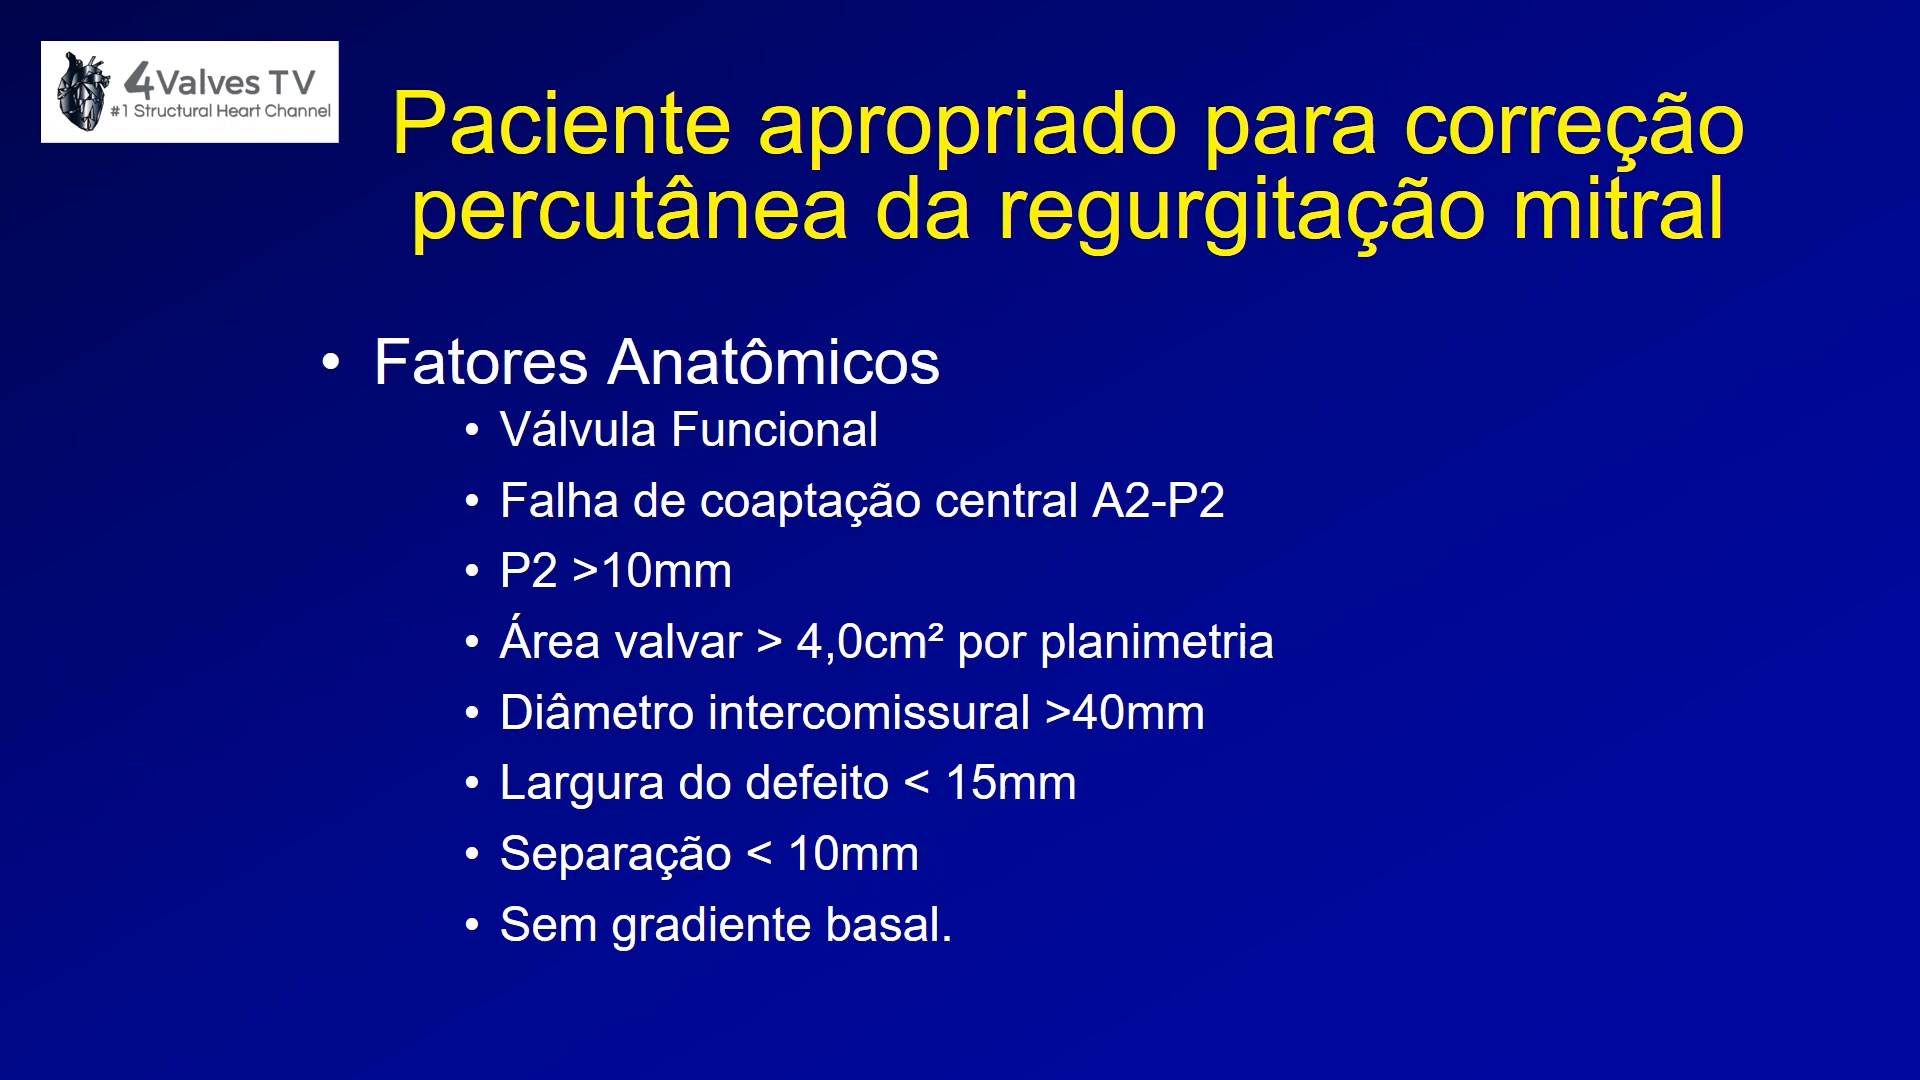 4Valves TV
#1 Structural Heart Channel
Paciente apropriado para correção
percutânea da regurgitação mitral
• Fatores Anatômicos
• Válvula Funcional
• Falha de coaptação central A2-P2
• P2 >10mm
• Área valvar > 4,0cm² por planimetria
• Diâmetro intercomissural >40mm
• Largura do defeito < 15mm
• Separação < 10mm
• Sem gradiente basal.